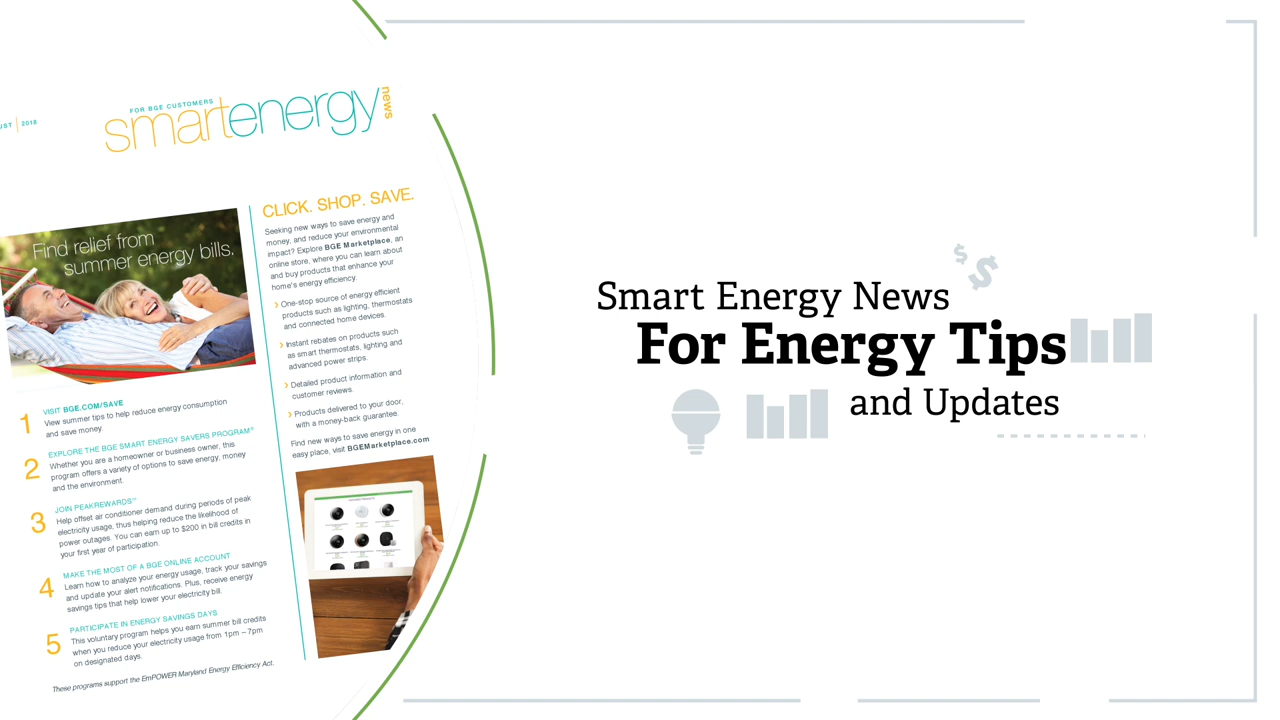 UST | 2018
FOR BGE CUSTOMERS
smartenergy
news
Find relief from
summer energy bills.
1
VISIT BGE.COM/SAVE
View summer tips to help reduce energy consumption
and save money.
2
EXPLORE THE BGE SMART ENERGY SAVERS PROGRAM®
Whether you are a homeowner or business owner, this
program offers a variety of options to save energy, money
and the environment.
3
JOIN PEAKREWARDS℠
Help offset air conditioner demand during periods of peak
electricity usage, thus helping reduce the likelihood of
power outages. You can earn up to $200 in bill credits in
your first year of participation.
4
MAKE THE MOST OF A BGE ONLINE ACCOUNT
Learn how to analyze your energy usage, track your savings
and update your alert notifications. Plus, receive energy
savings tips that help lower your electricity bill.
5
PARTICIPATE IN ENERGY SAVINGS DAYS
This voluntary program helps you earn summer bill credits
when you reduce your electricity usage from 1pm – 7pm
on designated days.
These programs support the EmPOWER Maryland Energy Efficiency Act.
CLICK. SHOP. SAVE.
Seeking new ways to save energy and
money, and reduce your environmental
impact? Explore BGE Marketplace, an
online store, where you can learn about
and buy products that enhance your
home's energy efficiency.
› One-stop source of energy efficient
products such as lighting, thermostats
and connected home devices.
› Instant rebates on products such
as smart thermostats, lighting and
advanced power strips.
› Detailed product information and
customer reviews.
› Products delivered to your door,
with a money-back guarantee.
Find new ways to save energy in one
easy place, visit BGEMarketplace.com
Smart Energy News
For Energy Tips
and Updates
$ $